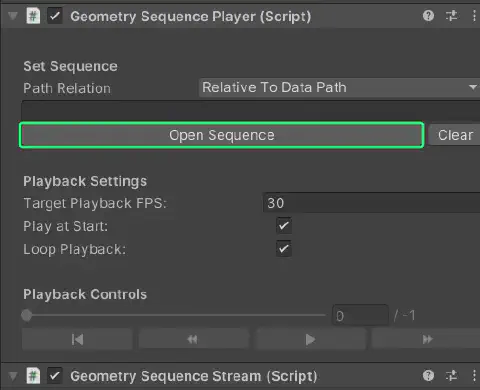 Geometry Sequence Player (Script)
Set Sequence
Path Relation Relative To Data Path
Open Sequence Clear
Playback Settings
Target Playback FPS: 30
Play at Start:
Loop Playback:
Playback Controls
0 / -1
Geometry Sequence Stream (Script)